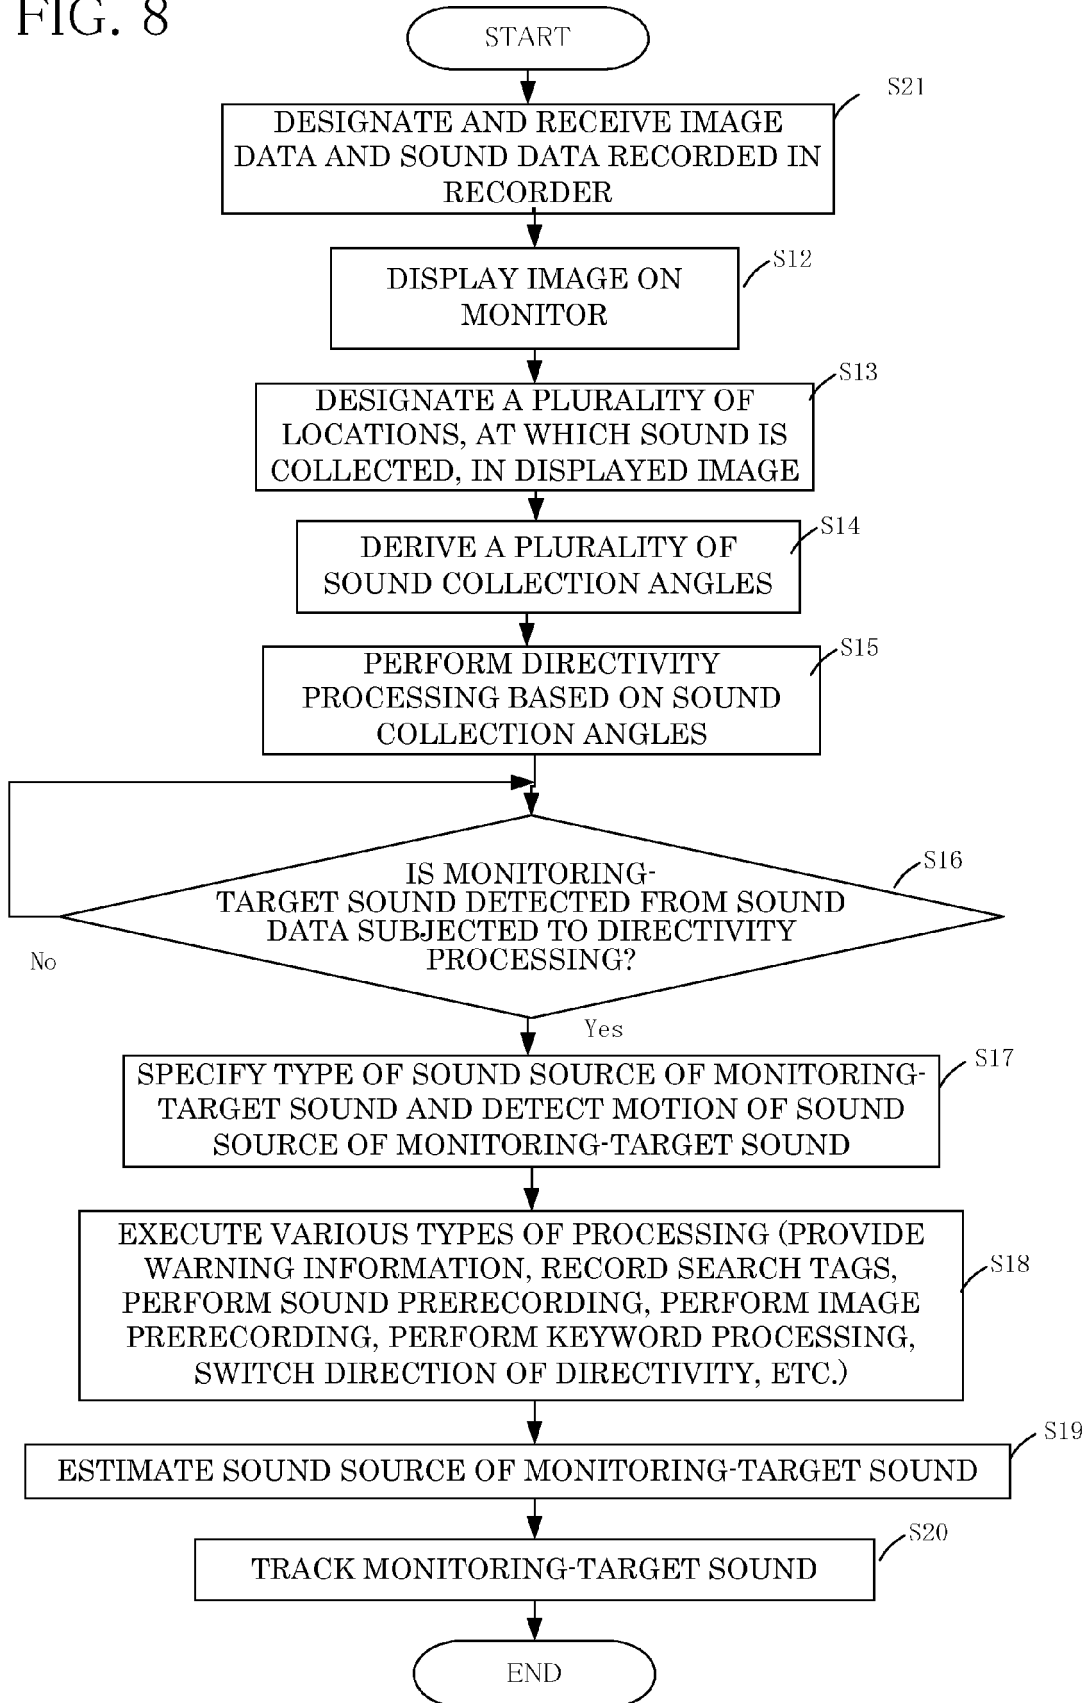 FIG. 8
START
S21
DESIGNATE AND RECEIVE IMAGE
DATA AND SOUND DATA RECORDED IN
RECORDER
S12
DISPLAY IMAGE ON
MONITOR
S13
DESIGNATE A PLURALITY OF
LOCATIONS, AT WHICH SOUND IS
COLLECTED, IN DISPLAYED IMAGE
S14
DERIVE A PLURALITY OF
SOUND COLLECTION ANGLES
S15
PERFORM DIRECTIVITY
PROCESSING BASED ON SOUND
COLLECTION ANGLES
S16
IS MONITORING-
TARGET SOUND DETECTED FROM SOUND
DATA SUBJECTED TO DIRECTIVITY
PROCESSING?
No
Yes
S17
SPECIFY TYPE OF SOUND SOURCE OF MONITORING-
TARGET SOUND AND DETECT MOTION OF SOUND
SOURCE OF MONITORING-TARGET SOUND
S18
EXECUTE VARIOUS TYPES OF PROCESSING (PROVIDE
WARNING INFORMATION, RECORD SEARCH TAGS,
PERFORM SOUND PRERECORDING, PERFORM IMAGE
PRERECORDING, PERFORM KEYWORD PROCESSING,
SWITCH DIRECTION OF DIRECTIVITY, ETC.)
S19
ESTIMATE SOUND SOURCE OF MONITORING-TARGET SOUND
S20
TRACK MONITORING-TARGET SOUND
END